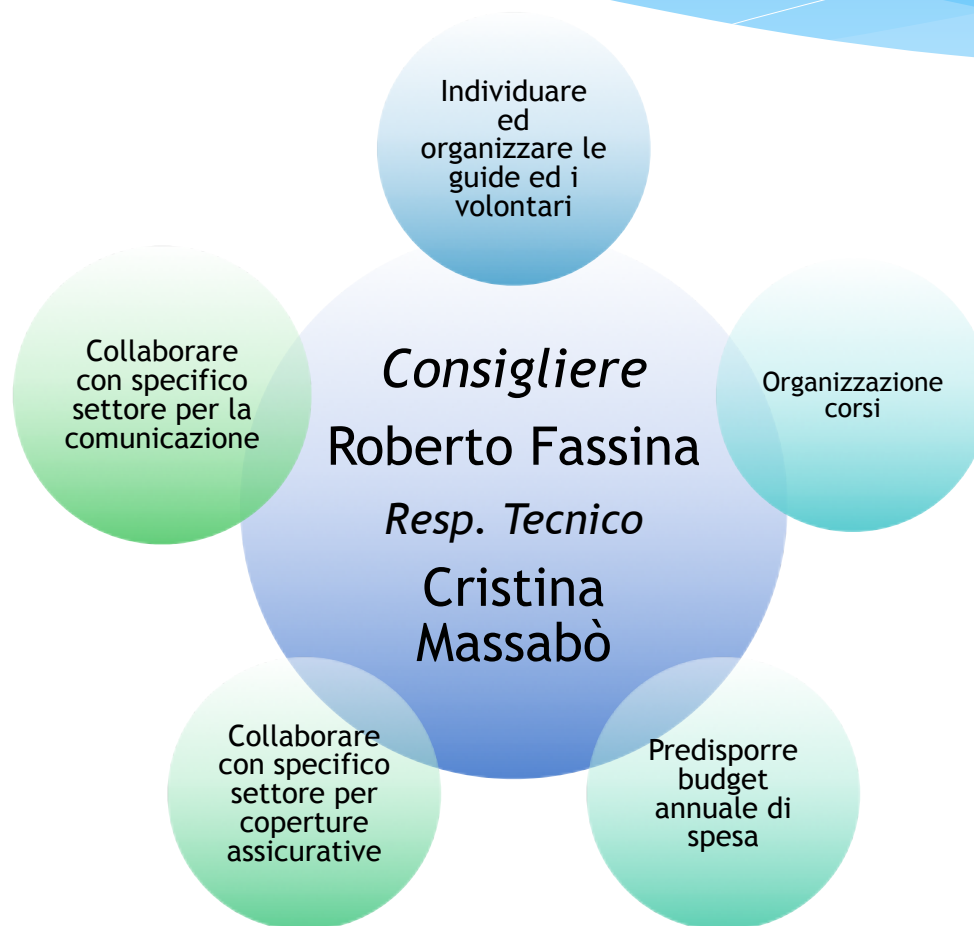 Individuare
ed
organizzare le
guide ed i
volontari
Collaborare
con specifico
settore per la
comunicazione
Consigliere
Roberto Fassina
Resp. Tecnico
Cristina
Massabò
Organizzazione
corsi
Collaborare
con specifico
settore per
coperture
assicurative
Predisporre
budget
annuale di
spesa